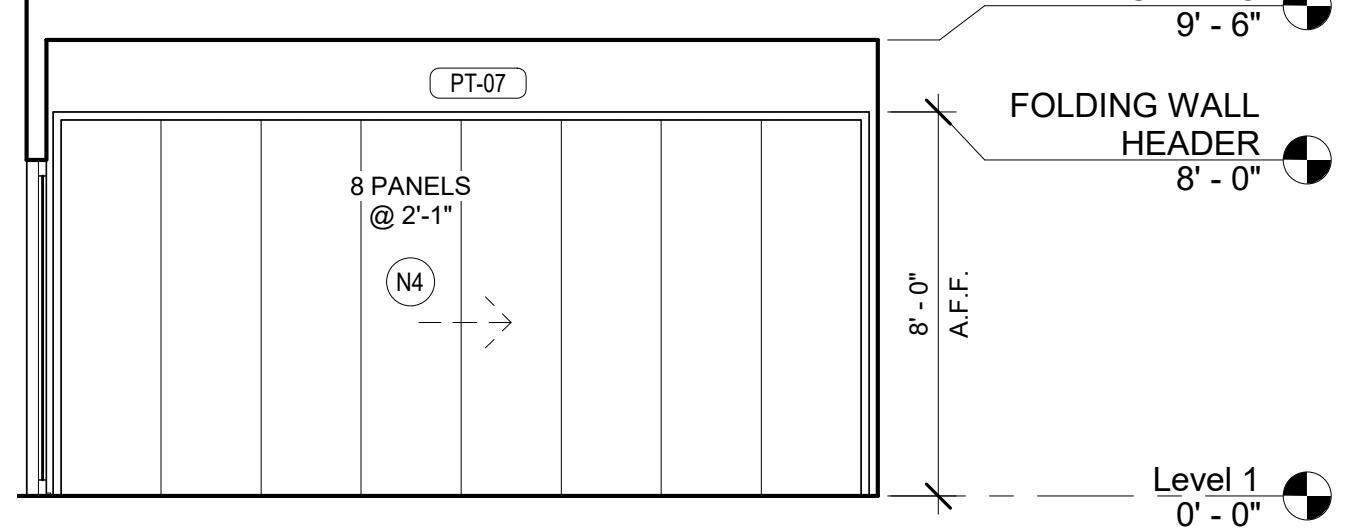 9' - 6"
PT-07
FOLDING WALL
HEADER
8' - 0"
8 PANELS
@ 2'-1"
N4
8' - 0"
A.F.F.
Level 1
0' - 0"